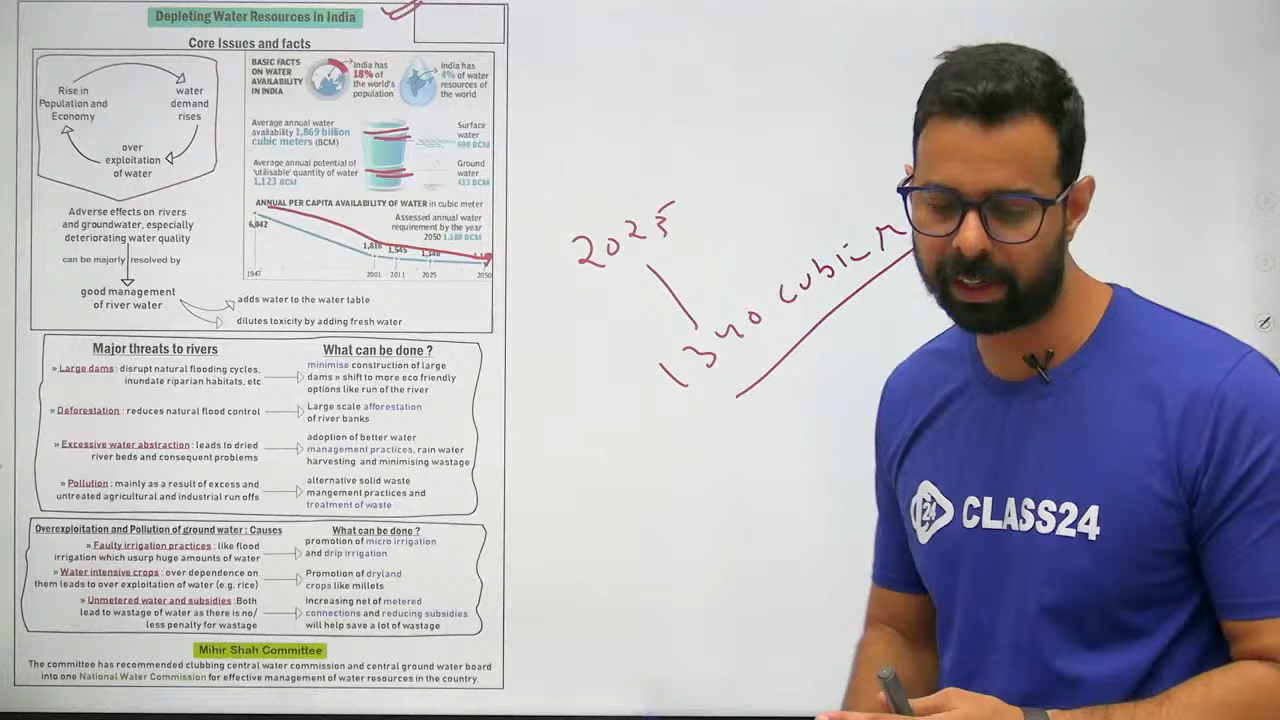 Depleting Water Resources in India
Core Issues and facts
Rise in
Population and
Economy
water
demand
rises
over
exploitation
of water
Adverse effects on rivers
and groundwater, especially
deteriorating water quality
can be majorly resolved by
good management
of river water
adds water to the water table
dilutes toxicity by adding fresh water
BASIC FACTS
ON WATER
AVAILABILITY
IN INDIA
India has
18% of
the world's
population
India has
4% of water
resources of
the world
Average annual water
availability 1,869 billion
cubic meters (BCM)
Surface
water
690 BCM
Average annual potential of
'utilisable' quantity of water
1,123 BCM
Ground
water
433 BCM
ANNUAL PER CAPITA AVAILABILITY OF WATER in cubic meter
Assessed annual water
requirement by the year
2050 1,180 BCM
6,042
1,816
1,545
1,340
1947
2001
2011
2025
2050
Major threats to rivers
What can be done ?
» Large dams : disrupt natural flooding cycles,
inundate riparian habitats, etc
minimise construction of large
dams » shift to more eco friendly
options like run of the river
» Deforestation : reduces natural flood control
Large scale afforestation
of river banks
» Excessive water abstraction : leads to dried
river beds and consequent problems
adoption of better water
management practices, rain water
harvesting and minimising wastage
» Pollution : mainly as a result of excess and
untreated agricultural and industrial run offs
alternative solid waste
mangement practices and
treatment of waste
Overexploitation and Pollution of ground water : Causes
What can be done ?
» Faulty irrigation practices : like flood
irrigation which usurp huge amounts of water
promotion of micro irrigation
and drip irrigation
» Water intensive crops : over dependence on
them leads to over exploitation of water (e.g. rice)
Promotion of dryland
crops like millets
» Unmetered water and subsidies :Both
lead to wastage of water as there is no/
less penalty for wastage
Increasing net of metered
connections and reducing subsidies
will help save a lot of wastage
Mihir Shah Committee
The committee has recommended clubbing central water commission and central ground water board
into one National Water Commission for effective management of water resources in the country.
2025
1340 cubic
24
CLASS24